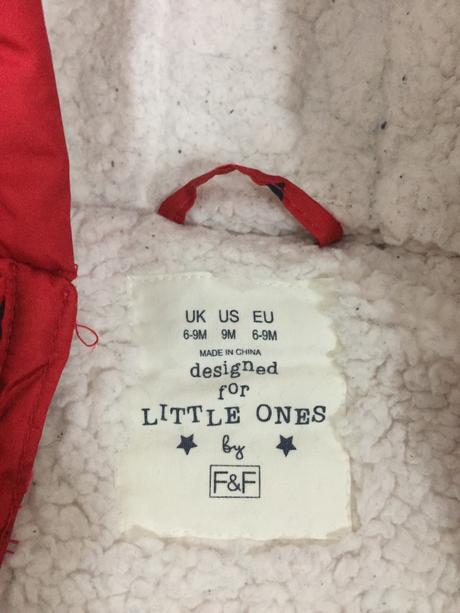 UK US EU
6-9M 9M 6-9M
MADE IN CHINA
designed
for
LITTLE ONES
by
F&F